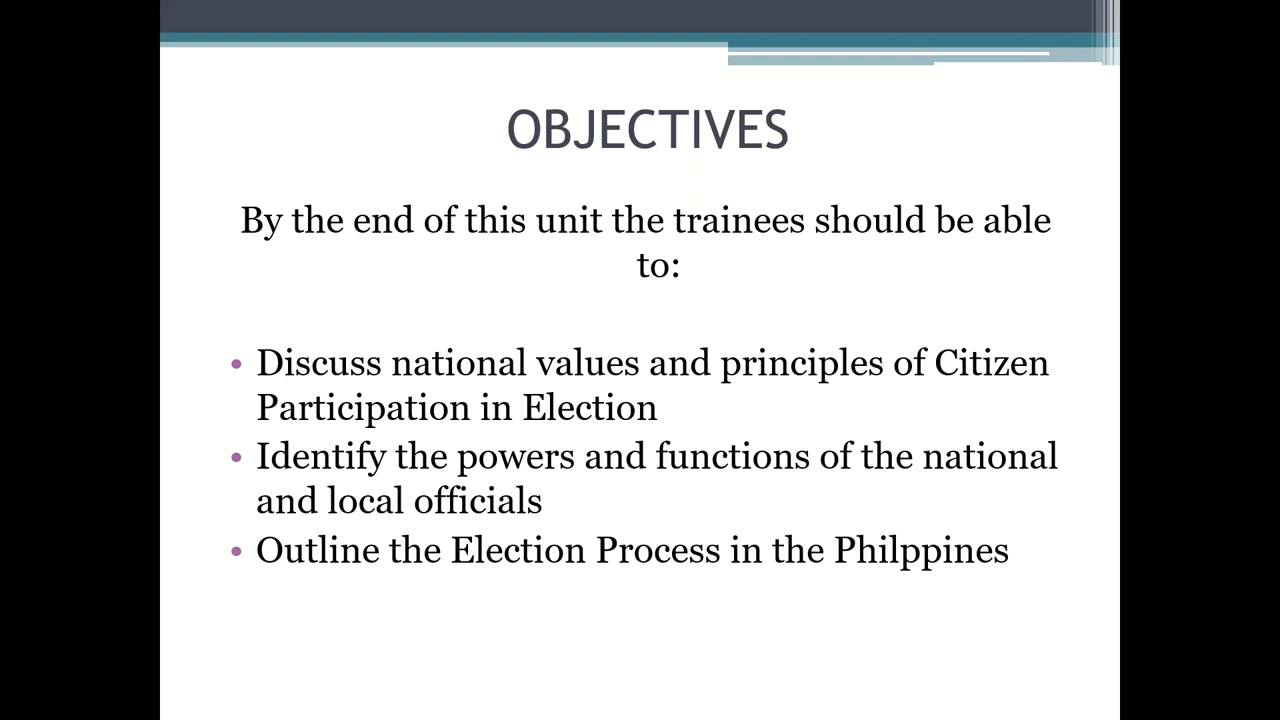 OBJECTIVES
By the end of this unit the trainees should be able
to:
• Discuss national values and principles of Citizen
Participation in Election
• Identify the powers and functions of the national
and local officials
• Outline the Election Process in the Philppines